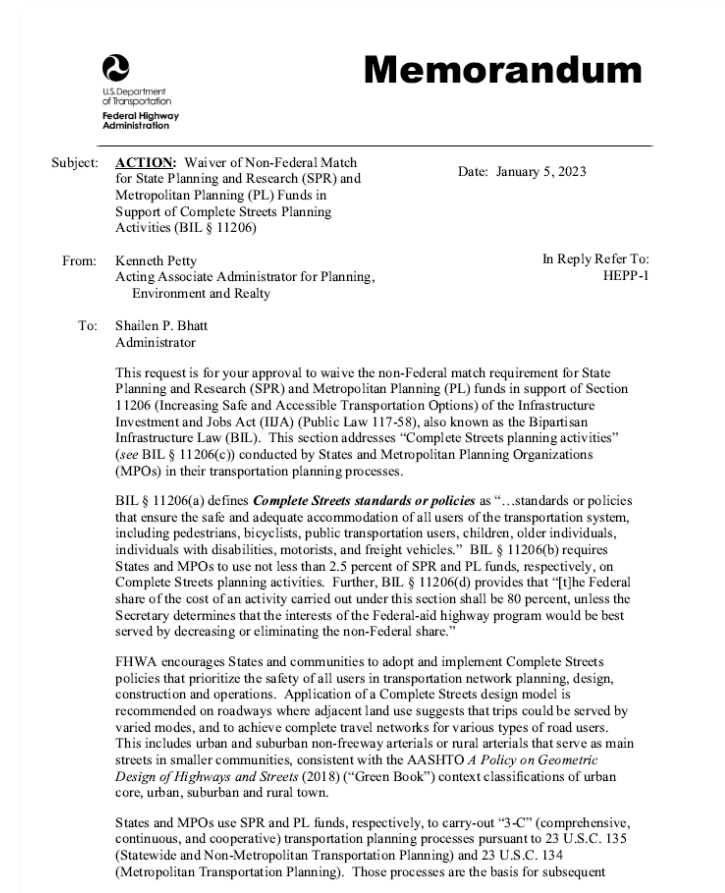 Memorandum
U.S. Department
of Transportation
Federal Highway
Administration
Subject: ACTION: Waiver of Non-Federal Match
for State Planning and Research (SPR) and
Metropolitan Planning (PL) Funds in
Support of Complete Streets Planning
Activities (BIL § 11206)
Date: January 5, 2023
From: Kenneth Petty
Acting Associate Administrator for Planning,
Environment and Realty
In Reply Refer To:
HEPP-1
To: Shailen P. Bhatt
Administrator
This request is for your approval to waive the non-Federal match requirement for State
Planning and Research (SPR) and Metropolitan Planning (PL) funds in support of Section
11206 (Increasing Safe and Accessible Transportation Options) of the Infrastructure
Investment and Jobs Act (IIJA) (Public Law 117-58), also known as the Bipartisan
Infrastructure Law (BIL). This section addresses “Complete Streets planning activities”
(see BIL § 11206(c)) conducted by States and Metropolitan Planning Organizations
(MPOs) in their transportation planning processes.
BIL § 11206(a) defines Complete Streets standards or policies as “…standards or policies
that ensure the safe and adequate accommodation of all users of the transportation system,
including pedestrians, bicyclists, public transportation users, children, older individuals,
individuals with disabilities, motorists, and freight vehicles.” BIL § 11206(b) requires
States and MPOs to use not less than 2.5 percent of SPR and PL funds, respectively, on
Complete Streets planning activities. Further, BIL § 11206(d) provides that “[t]he Federal
share of the cost of an activity carried out under this section shall be 80 percent, unless the
Secretary determines that the interests of the Federal-aid highway program would be best
served by decreasing or eliminating the non-Federal share.”
FHWA encourages States and communities to adopt and implement Complete Streets
policies that prioritize the safety of all users in transportation network planning, design,
construction and operations. Application of a Complete Streets design model is
recommended on roadways where adjacent land use suggests that trips could be served by
varied modes, and to achieve complete travel networks for various types of road users.
This includes urban and suburban non-freeway arterials or rural arterials that serve as main
streets in smaller communities, consistent with the AASHTO A Policy on Geometric
Design of Highways and Streets (2018) (“Green Book”) context classifications of urban
core, urban, suburban and rural town.
States and MPOs use SPR and PL funds, respectively, to carry-out “3-C” (comprehensive,
continuous, and cooperative) transportation planning processes pursuant to 23 U.S.C. 135
(Statewide and Non-Metropolitan Transportation Planning) and 23 U.S.C. 134
(Metropolitan Transportation Planning). Those processes are the basis for subsequent